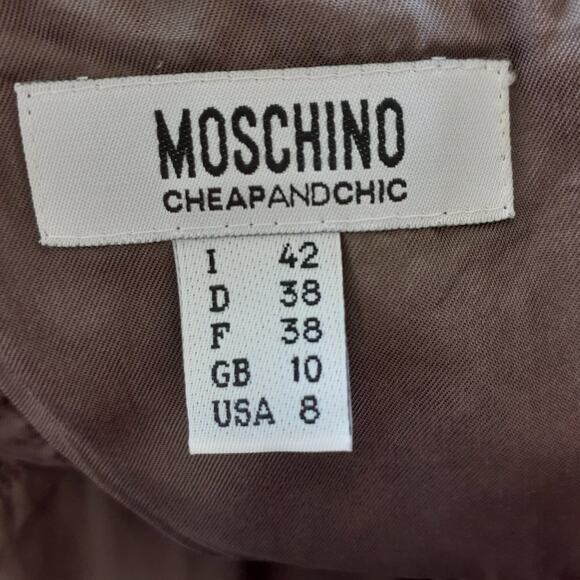 MOSCHINO
CHEAPANDCHIC
I 42
D 38
F 38
GB 10
USA 8